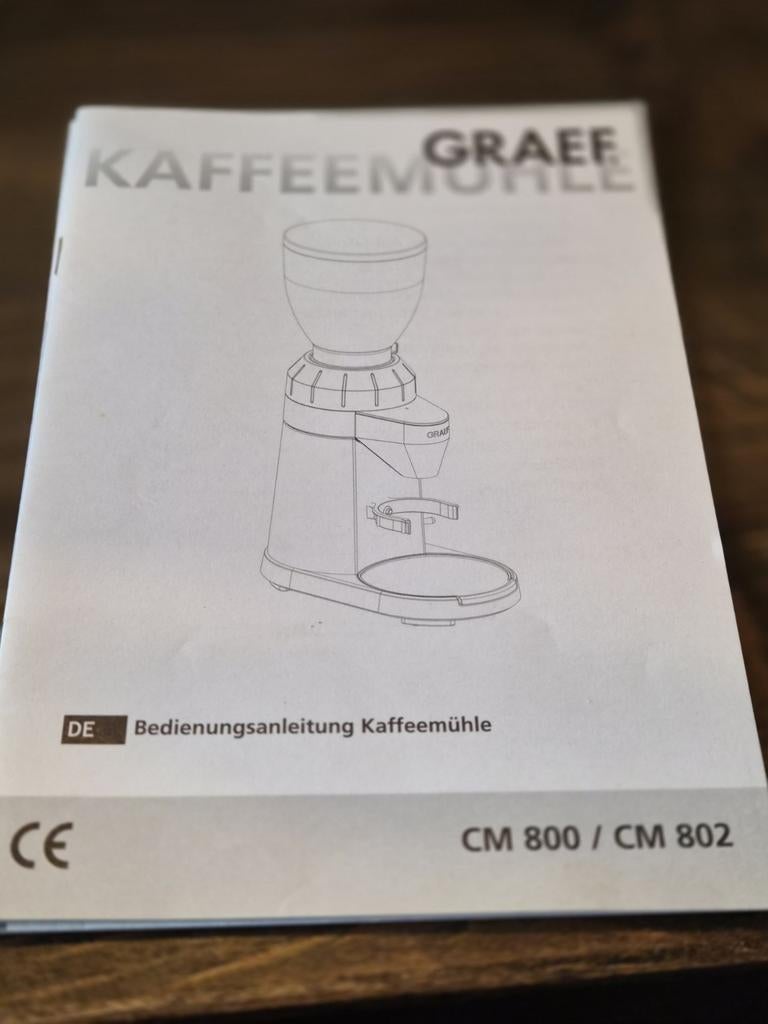 GRAEF
KAFFEEMÜHLE
GRAEF
DE Bedienungsanleitung Kaffeemühle
CE CM 800 / CM 802